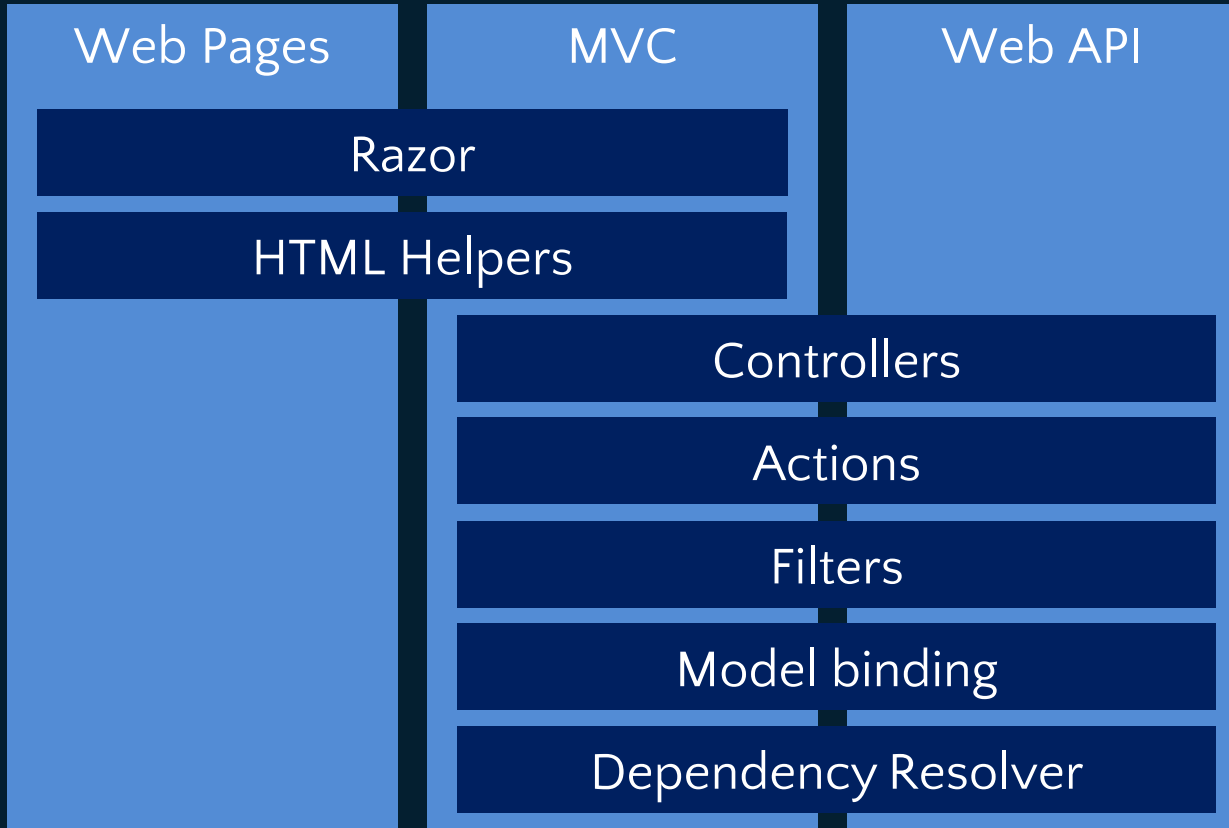 Web Pages
MVC
Web API
Razor
HTML Helpers
Controllers
Actions
Filters
Model binding
Dependency Resolver